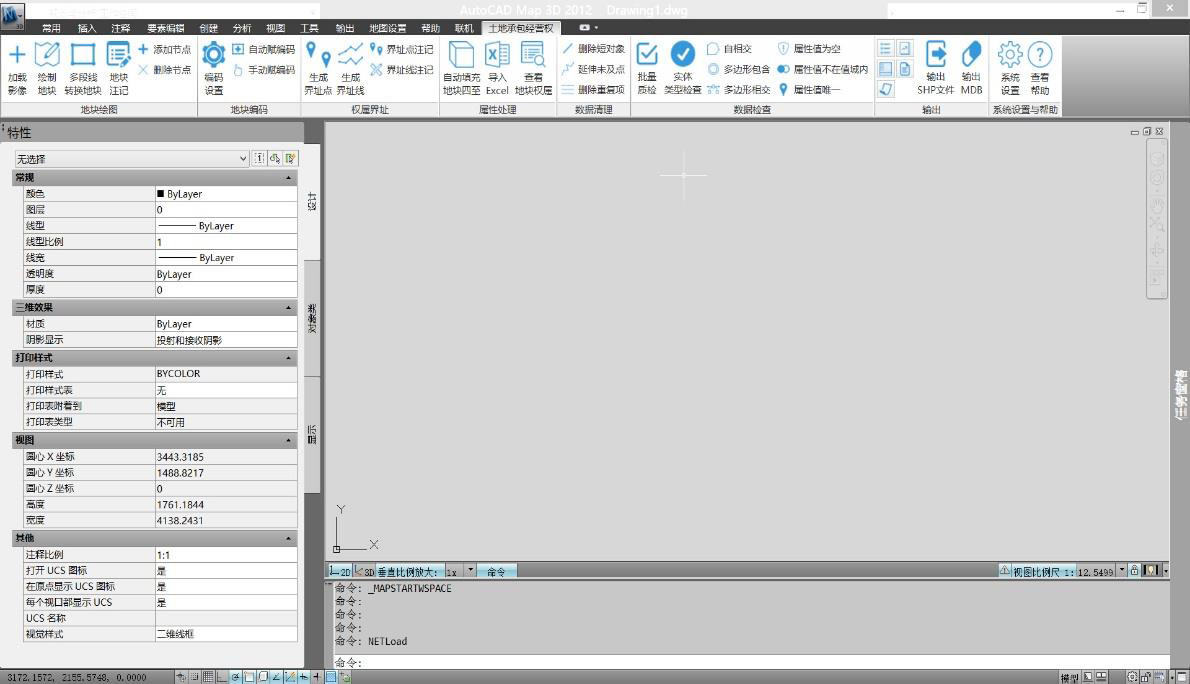 AutoCAD Map 3D 2012 Drawing1.dwg
常用 插入 注释 要素编辑 创建 分析 视图 工具 输出 地图设置 帮助 联机 土地承包经营权
加载影像 绘制地块 多段线转换地块 地块注记 添加节点 删除节点
编码设置 自动赋编码 手动赋编码
生成界址点 生成界址线 界址点注记 界址线注记
自动填充地块四至 导入Excel 查看地块权属
删除短对象 延伸未及点 删除重复项
批量质检 实体类型检查 自相交 多边形包含 多边形相交 属性值为空 属性值不在值域内 属性值唯一
输出SHP文件 输出MDB
系统设置 查看帮助
地块绘图 地块编码 权属界址 属性处理 数据清理 数据检查 输出 系统设置与帮助
特性
无选择
常规
颜色 ByLayer
图层 0
线型 ByLayer
线型比例 1
线宽 ByLayer
透明度 ByLayer
厚度 0
三维效果
材质 ByLayer
阴影显示 投射和接收阴影
打印样式
打印样式 BYCOLOR
打印样式表 无
打印表附着到 模型
打印表类型 不可用
视图
圆心 X 坐标 3443.3185
圆心 Y 坐标 1488.8217
圆心 Z 坐标 0
高度 1761.1844
宽度 4138.2431
其他
注释比例 1:1
打开 UCS 图标 是
在原点显示 UCS 图标 是
每个视口都显示 UCS 是
UCS 名称
视觉样式 二维线框
设计
显示
任务窗格
Y
X
2D 3D 垂直比例放大: 1x 命令
视图比例尺 1: 12.5499
命令: _MAPSTARTWSPACE
命令:
命令:
命令:
命令: NETLoad
命令:
3172.1572, 2155.5748, 0.0000
模型